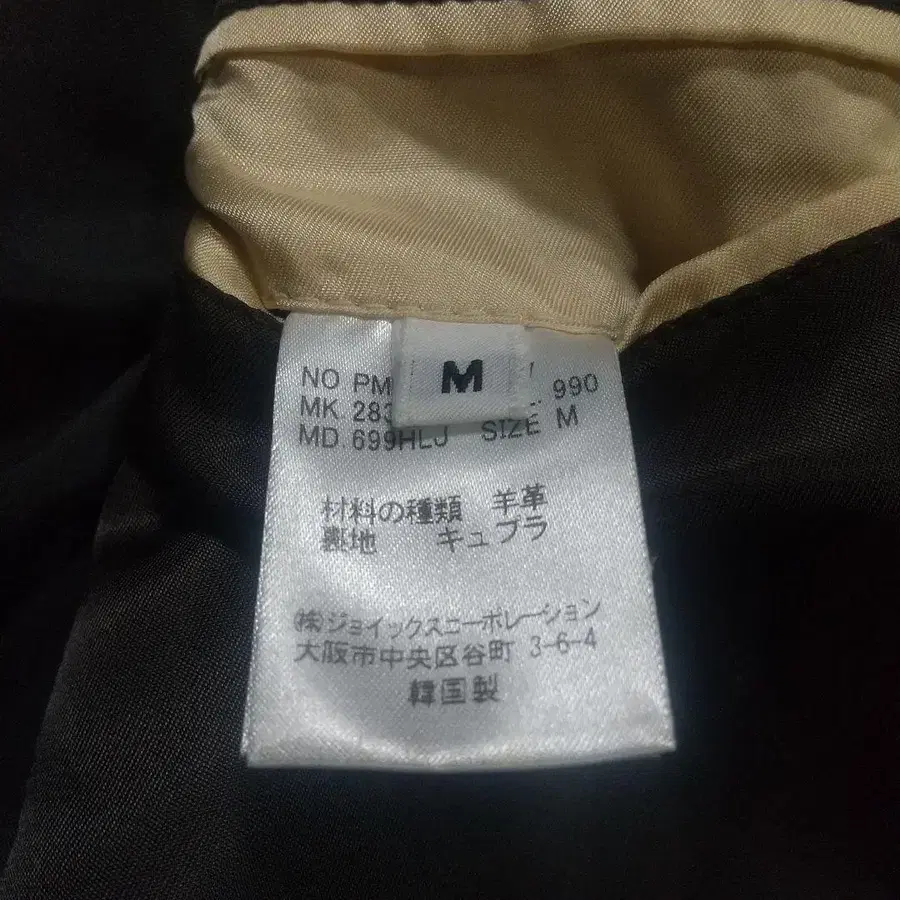 M
NO PM
MK 283 990
MD 699HLJ SIZE M
材料の種類 羊革
裏地 キュプラ
㈱ジョイックスコーポレーション
大阪市中央区谷町 3-6-4
韓国製